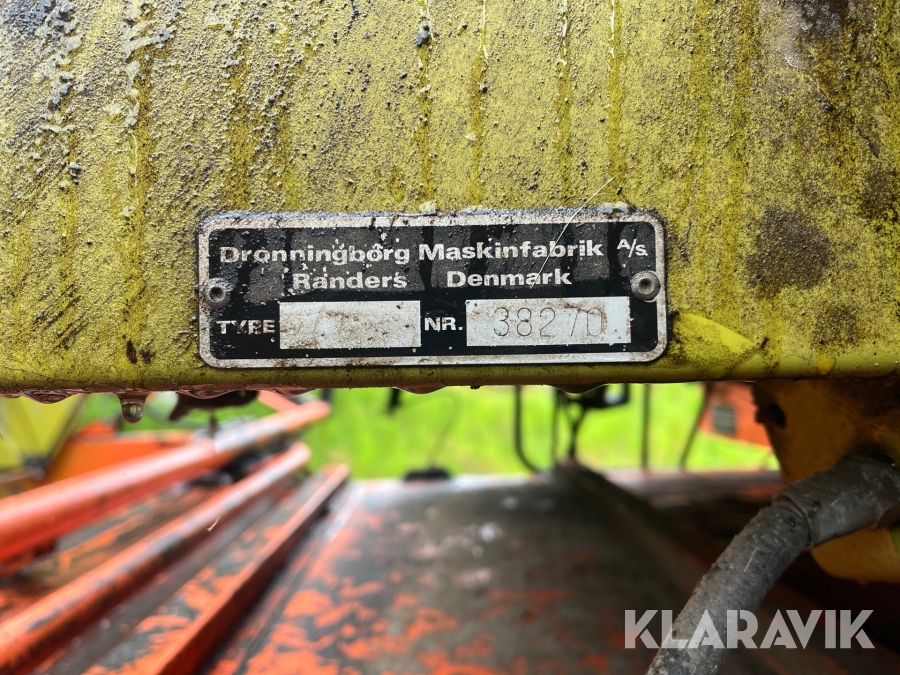 Dronningborg Maskinfabrik A/S.
Randers Denmark
TYPE NR. 38270
KLARAVIK